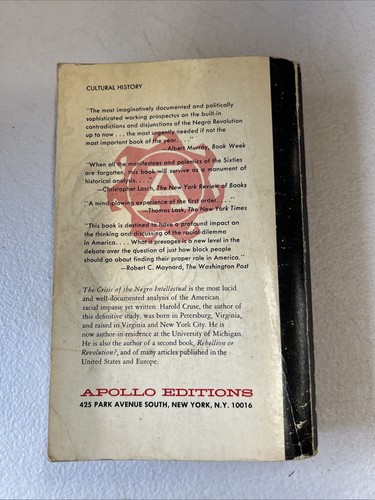 CULTURAL HISTORY
"The most imaginatively documented and politically
sophisticated working prospectus on the built-in
contradictions and disjunctions of the Negro Revolution
up to now . . . the most urgently needed if not the
most important book of the year. . . ."
—Albert Murray, Book Week
"When all the manifestoes and polemics of the Sixties
are forgotten, this book will survive as a monument of
historical analysis. . . ."
—Christopher Lasch, The New York Review of Books
"A mind-blowing experience of the first order. . . ."
—Thomas Lask, The New York Times
"This book is destined to have a profound impact on
the thinking and discussing of the racial dilemma
in America. . . . What it presages is a new level in the
debate over the question of just how black people
should go about finding their proper role in America."
—Robert C. Maynard, The Washington Post
The Crisis of the Negro Intellectual is the most lucid
and well-documented analysis of the American
racial impasse yet written. Harold Cruse, the author of
this definitive study, was born in Petersburg, Virginia,
and raised in Virginia and New York City. He is
now author-in-residence at the University of Michigan.
He is also the author of a second book, Rebellion or
Revolution?, and of many articles published in the
United States and Europe.
A
APOLLO EDITIONS
425 PARK AVENUE SOUTH, NEW YORK, N.Y. 10016